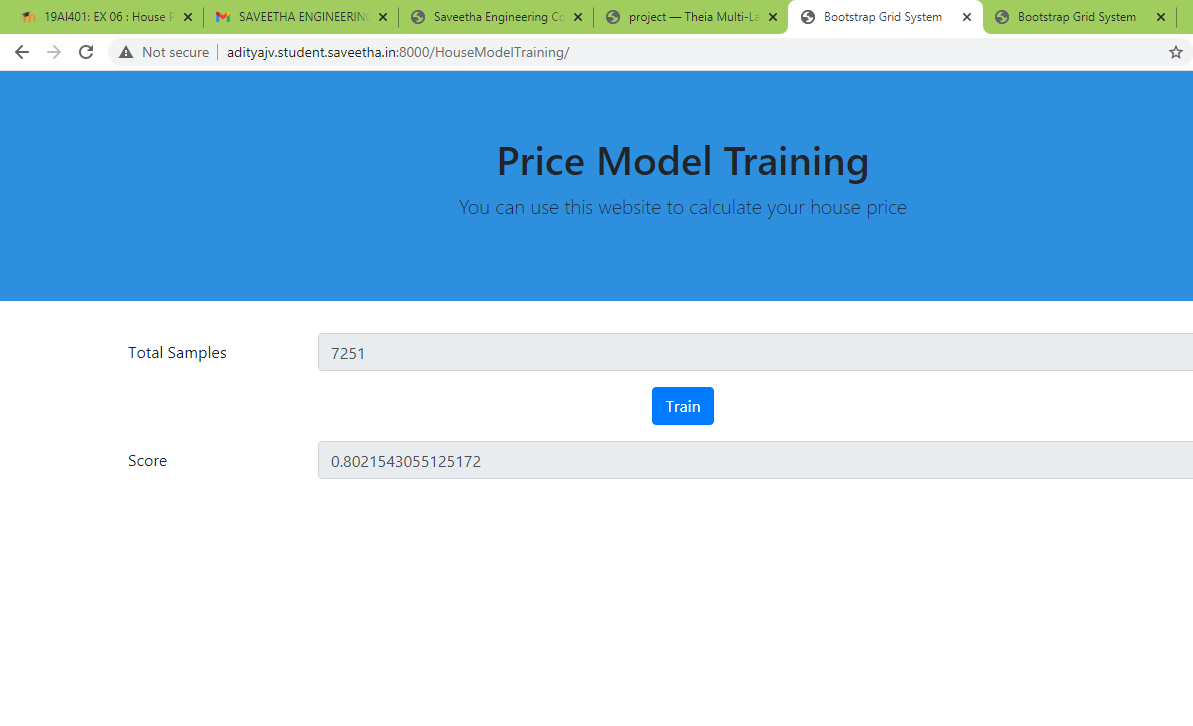 19AI401: EX 06 : House P
SAVEETHA ENGINEERING
Saveetha Engineering Co
project — Theia Multi-La
Bootstrap Grid System
Bootstrap Grid System
Not secure
adityajv.student.saveetha.in:8000/HouseModelTraining/
Price Model Training
You can use this website to calculate your house price
Total Samples
7251
Train
Score
0.8021543055125172